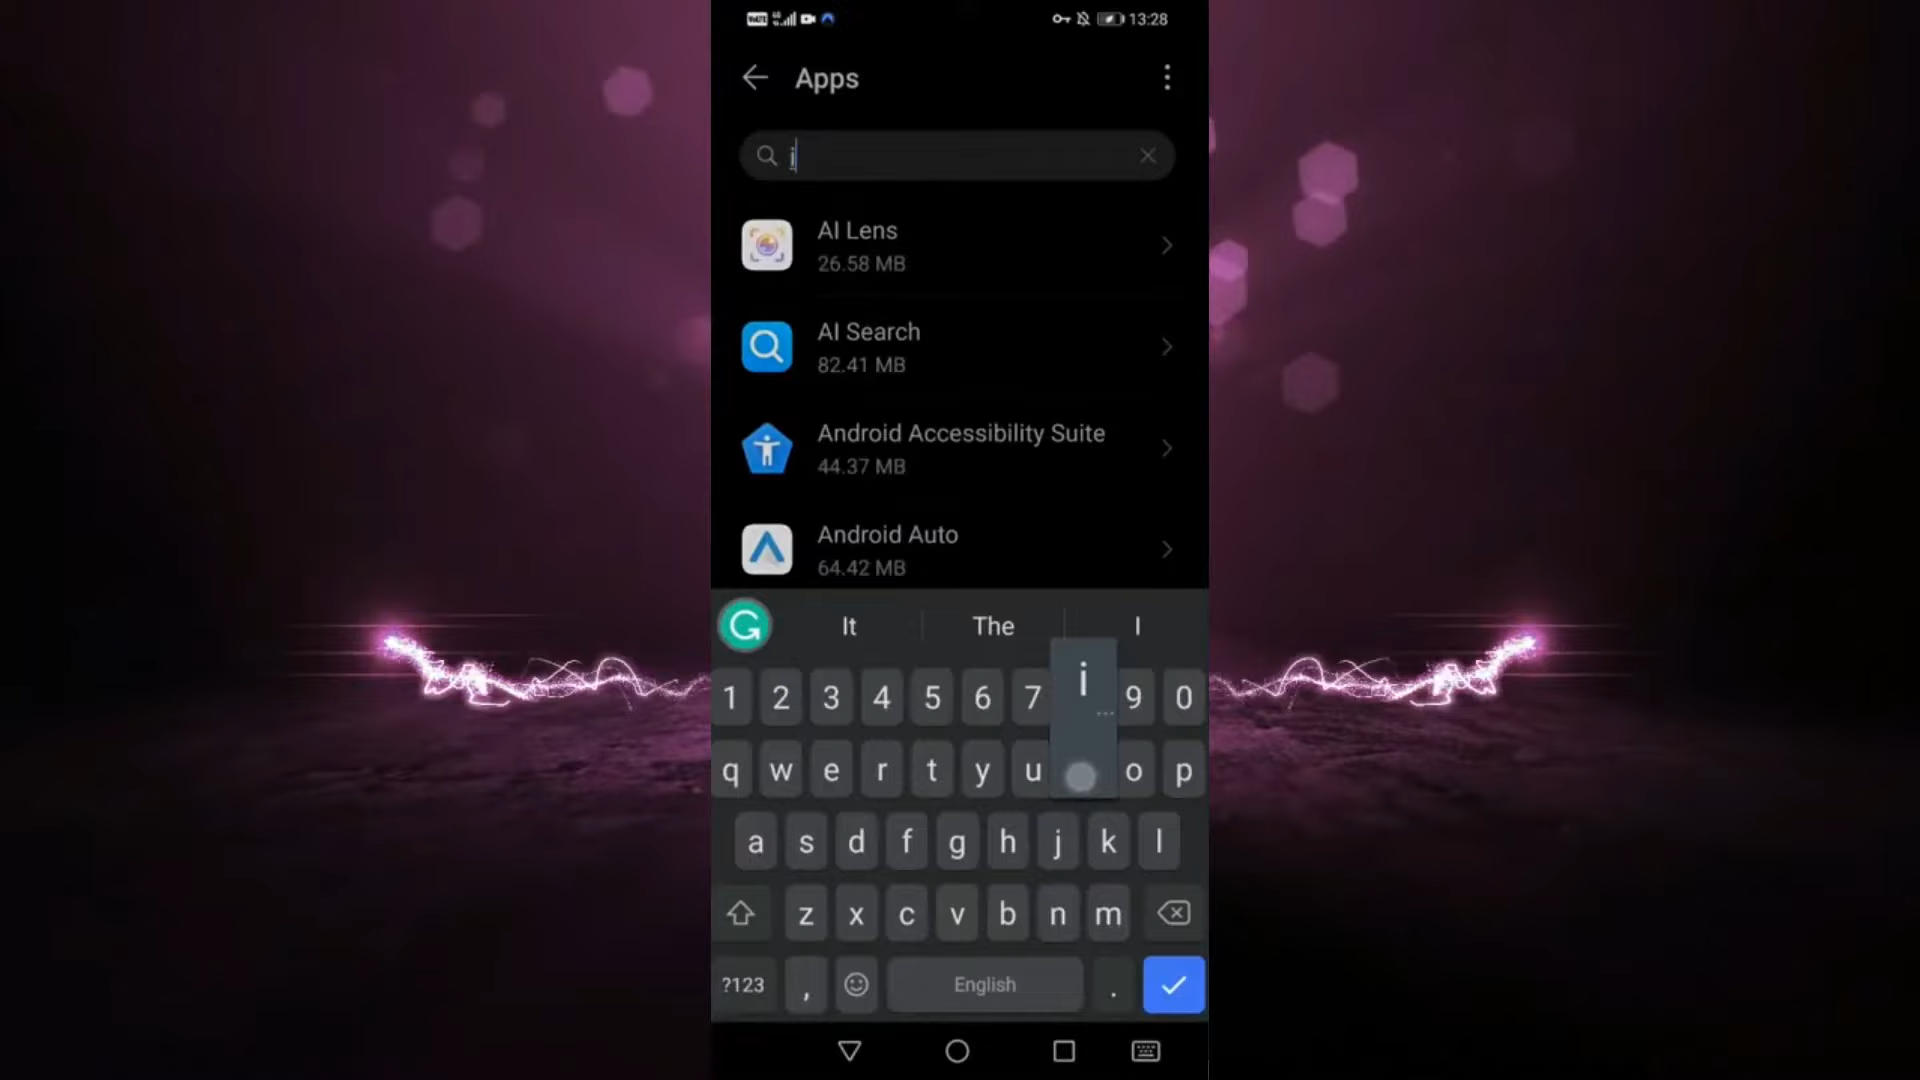 VoLTE 13:28
Apps
i
AI Lens
26.58 MB
AI Search
82.41 MB
Android Accessibility Suite
44.37 MB
Android Auto
64.42 MB
It The I
i
1 2 3 4 5 6 7 9 0
q w e r t y u o p
a s d f g h j k l
z x c v b n m
?123 , English .